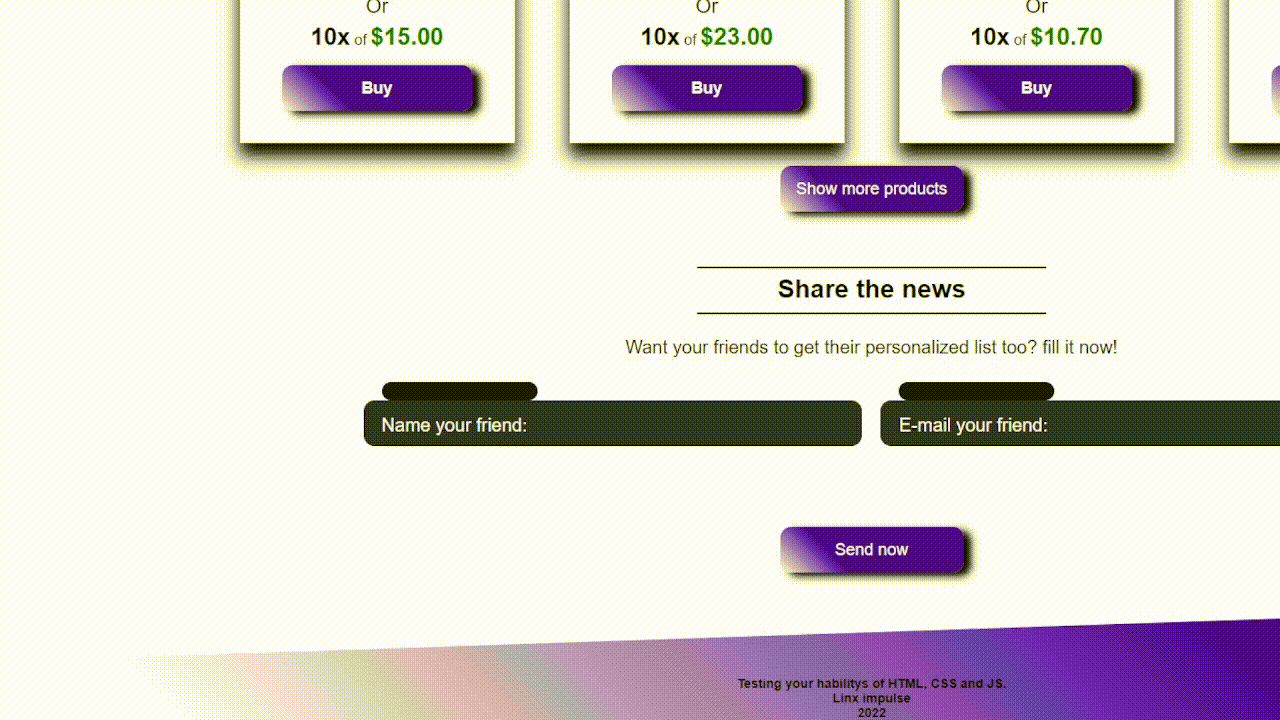 Or Or Or
10x of $15.00 10x of $23.00 10x of $10.70
Buy Buy Buy
Show more products
Share the news
Want your friends to get their personalized list too? fill it now!
Name your friend: E-mail your friend:
Send now
Testing your habilitys of HTML, CSS and JS.
Linx impulse
2022